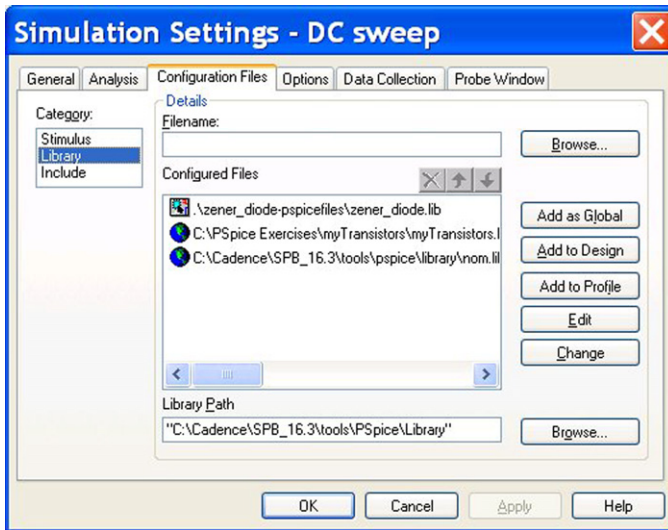 Simulation Settings - DC sweep
General Analysis Configuration Files Options Data Collection Probe Window
Category:
Stimulus
Library
Include
Details
Filename:
Browse...
Configured Files
.\zener_diode-pspicefiles\zener_diode.lib
C:\PSpice Exercises\myTransistors\myTransistors.l
C:\Cadence\SPB_16.3\tools\pspice\library\nom.lil
Add as Global
Add to Design
Add to Profile
Edit
Change
Library Path
"C:\Cadence\SPB_16.3\tools\PSpice\Library"
Browse...
OK Cancel Apply Help